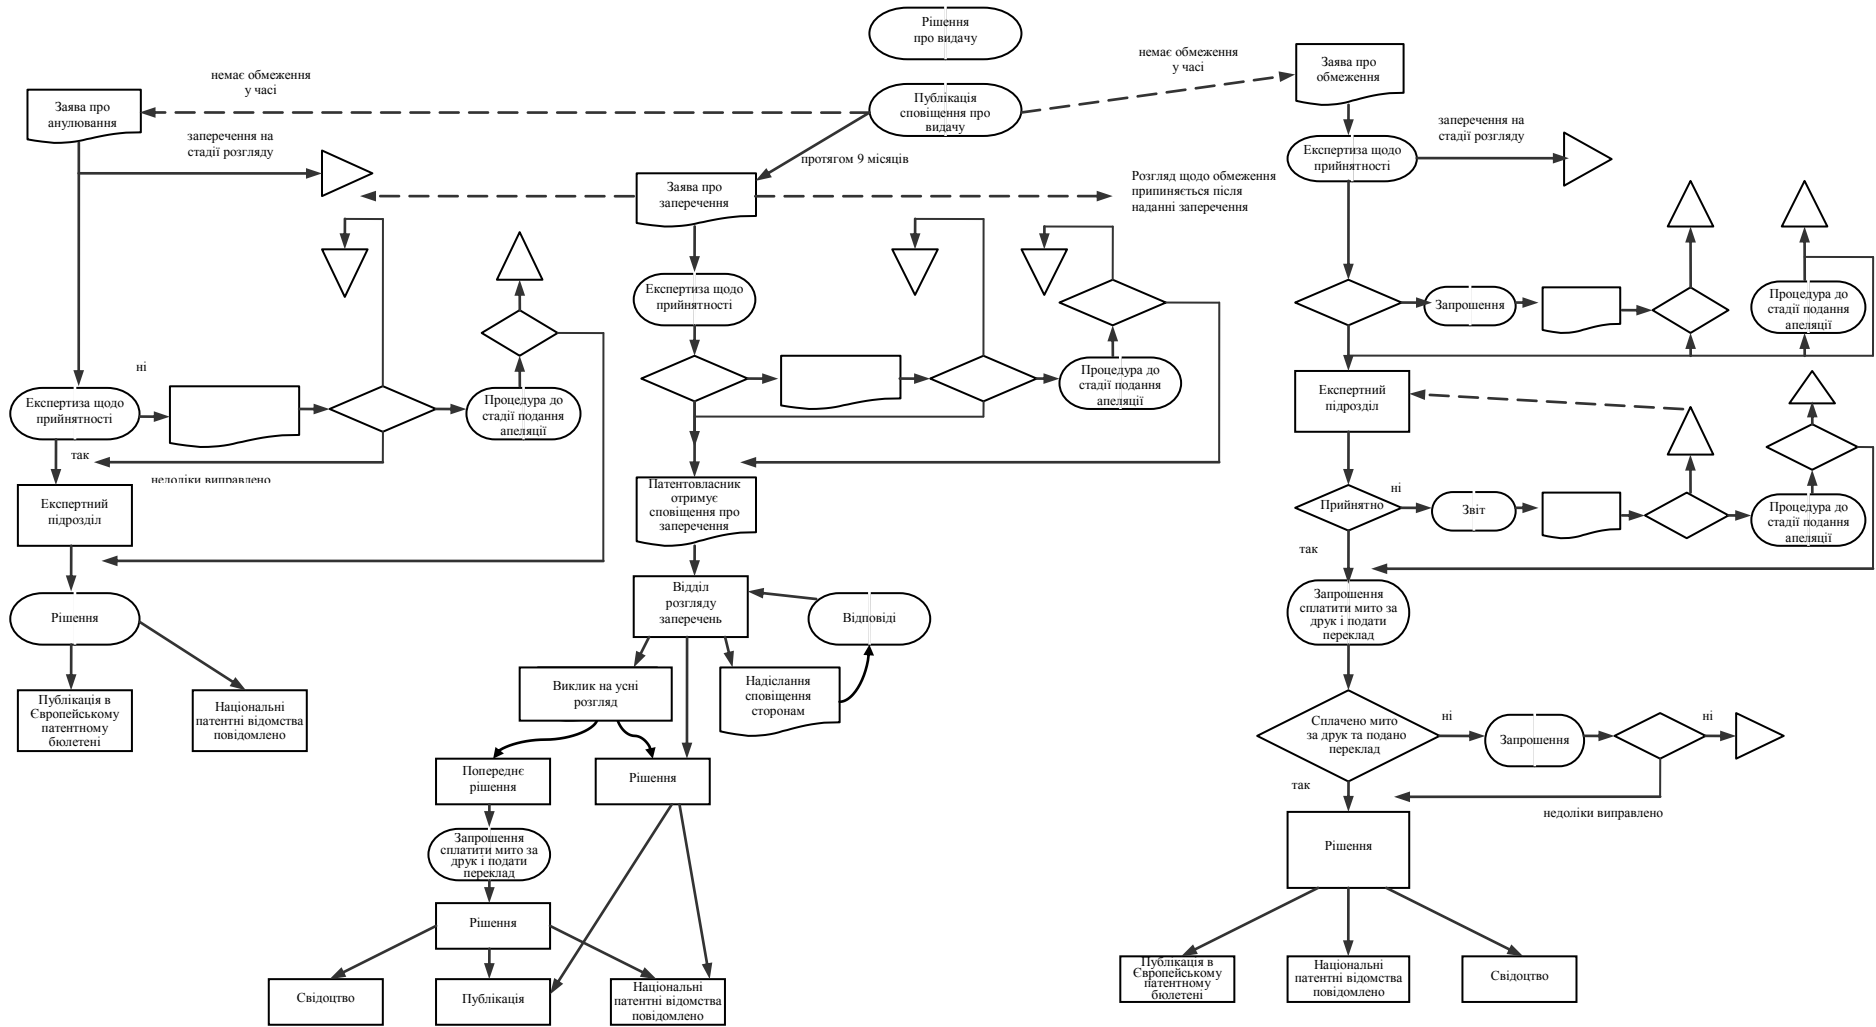 Рішення
про видачу
немає обмеження
у часі
Заява про
анулювання
Публікація
сповіщення про
видачу
немає обмеження
у часі
Заява про
обмеження
заперечення на
стадії розгляду
протягом 9 місяців
Заява про
заперечення
Розгляд щодо обмеження
припиняється після
наданні заперечення
Експертиза щодо
прийнятності
заперечення на
стадії розгляду
Експертиза щодо
прийнятності
Запрошення
Процедура до
стадії подання
апеляції
ні
Експертиза щодо
прийнятності
Процедура до
стадії подання
апеляції
Процедура до
стадії подання
апеляції
Експертний
підрозділ
так
недоліки виправлено
Експертний
підрозділ
Патентовласник
отримує
сповіщення про
заперечення
Прийнятно
ні
Звіт
Процедура до
стадії подання
апеляції
так
Рішення
Відділ
розгляду
заперечень
Відповіді
Запрошення
сплатити мито за
друк і подати
переклад
Публікація в
Європейському
патентному
бюлетені
Національні
патентні відомства
повідомлено
Виклик на усні
розгляд
Надіслання
сповіщення
сторонам
Сплачено мито
за друк та подано
переклад
ні
Запрошення
ні
Попереднє
рішення
Рішення
так
недоліки виправлено
Запрошення
сплатити мито за
друк і подати
переклад
Рішення
Рішення
Свідоцтво
Публікація
Національні
патентні відомства
повідомлено
Публікація в
Європейському
патентному
бюлетені
Національні
патентні відомства
повідомлено
Свідоцтво